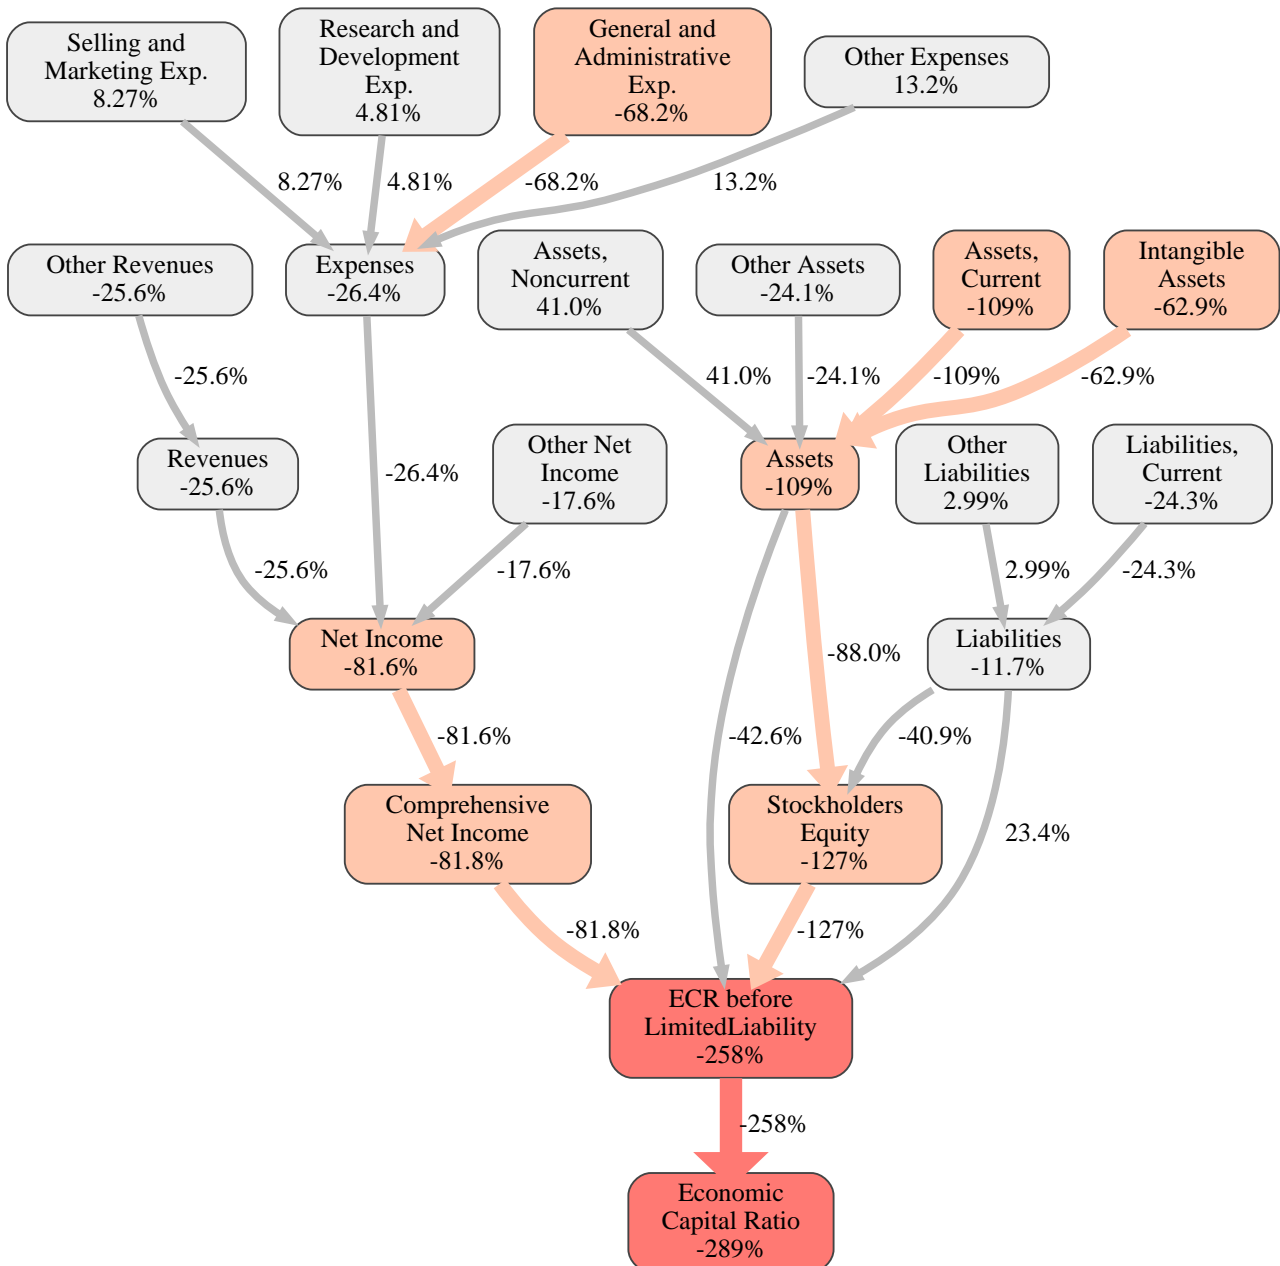 Selling and
Marketing Exp.
8.27%
Research and
Development
Exp.
4.81%
General and
Administrative
Exp.
-68.2%
Other Expenses
13.2%
8.27%
4.81%
-68.2%
13.2%
Other Revenues
-25.6%
Expenses
-26.4%
Assets,
Noncurrent
41.0%
Other Assets
-24.1%
Assets,
Current
-109%
Intangible
Assets
-62.9%
-25.6%
41.0%
-24.1%
-109%
-62.9%
Revenues
-25.6%
-26.4%
Other Net
Income
-17.6%
Assets
-109%
Other
Liabilities
2.99%
Liabilities,
Current
-24.3%
-25.6%
-17.6%
2.99%
-24.3%
Net Income
-81.6%
-88.0%
Liabilities
-11.7%
-81.6%
-42.6%
-40.9%
Comprehensive
Net Income
-81.8%
Stockholders
Equity
-127%
23.4%
-81.8%
-127%
ECR before
LimitedLiability
-258%
-258%
Economic
Capital Ratio
-289%